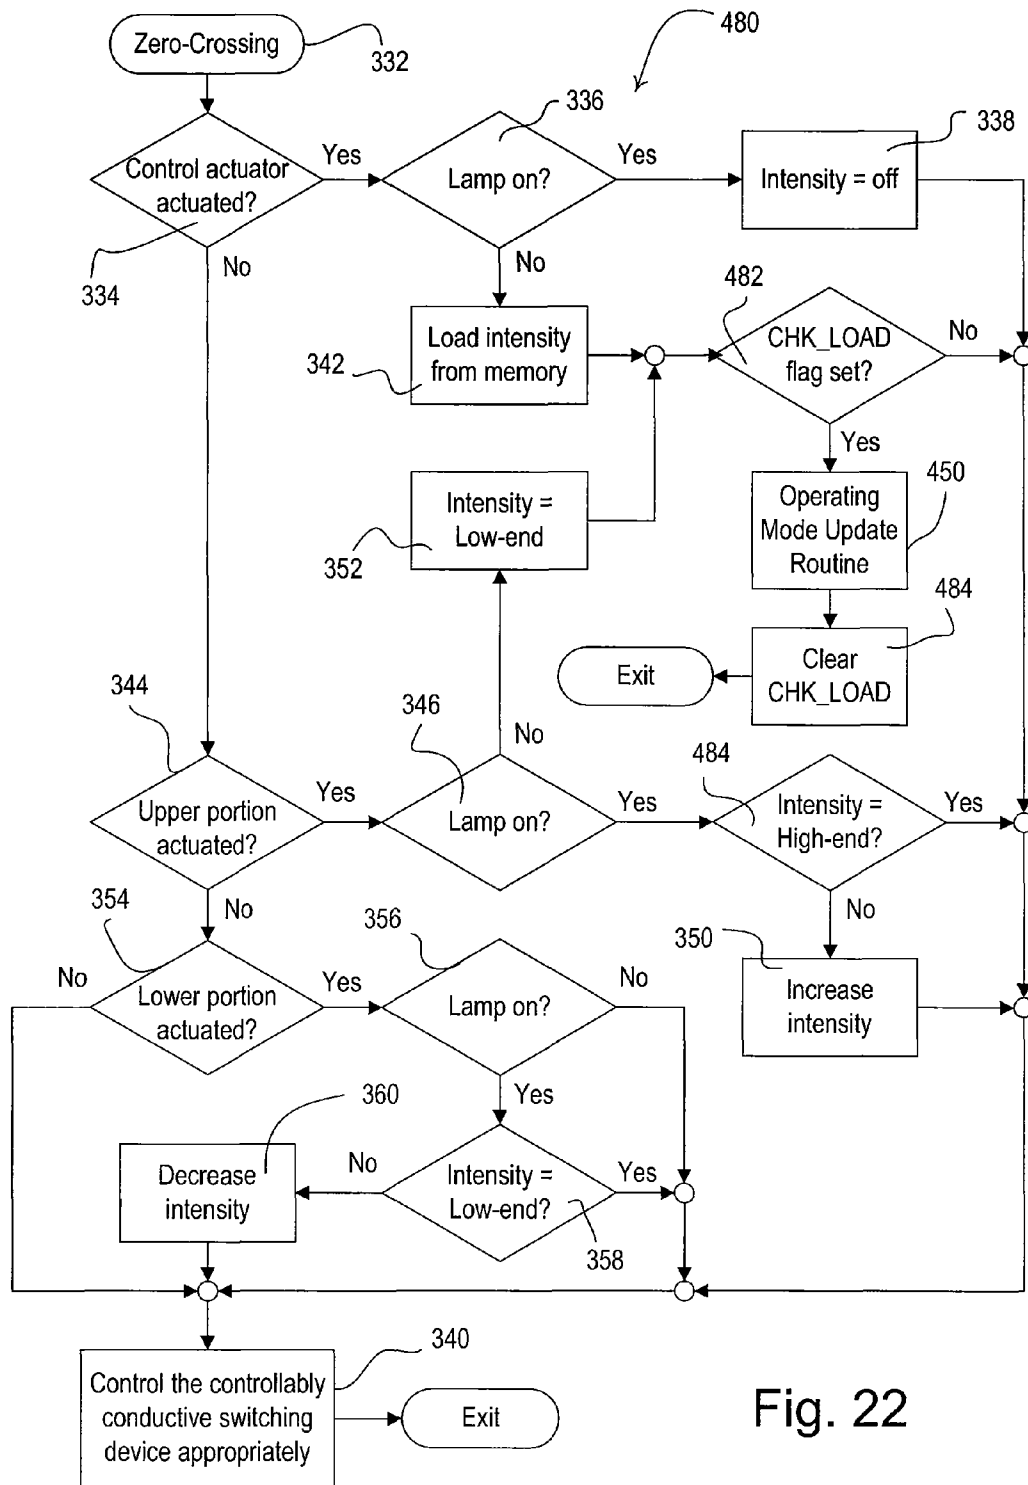 480
Zero-Crossing
332
336
338
Control actuator
actuated?
Yes
Lamp on?
Yes
Intensity = off
334
No
No
482
Load intensity
from memory
342
CHK_LOAD
flag set?
No
Yes
450
Intensity =
Low-end
352
Operating
Mode Update
Routine
484
Exit
Clear
CHK_LOAD
344
346
No
484
Upper portion
actuated?
Yes
Lamp on?
Yes
Intensity =
High-end?
Yes
No
No
354
356
350
No
Lower portion
actuated?
Yes
Lamp on?
No
Increase
intensity
Yes
360
Decrease
intensity
No
Intensity =
Low-end?
Yes
358
340
Control the controllably
conductive switching
device appropriately
Exit
Fig. 22